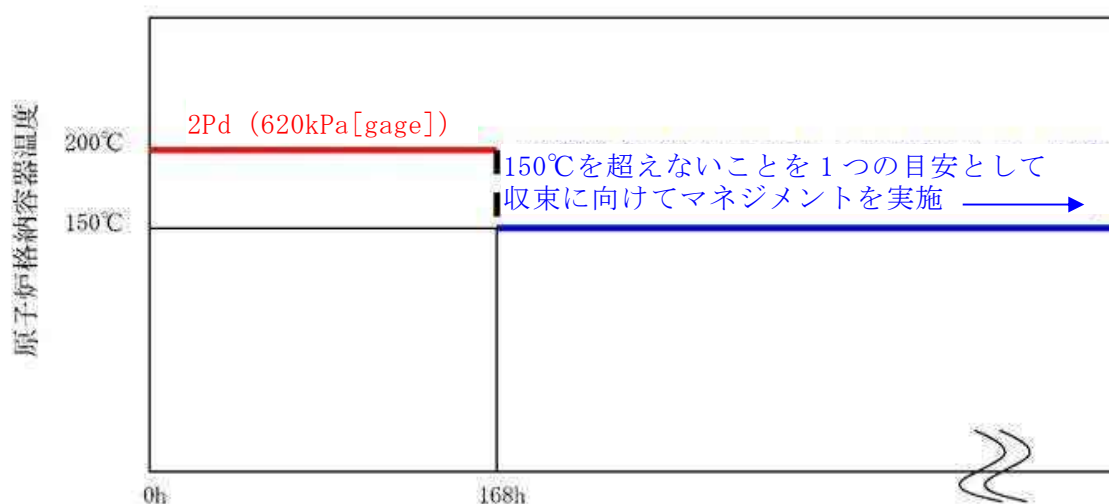 2Pd (620kPa[gage])
200℃
150℃を超えないことを1つの目安として
収束に向けてマネジメントを実施
150℃
原子炉格納容器温度
0h
168h